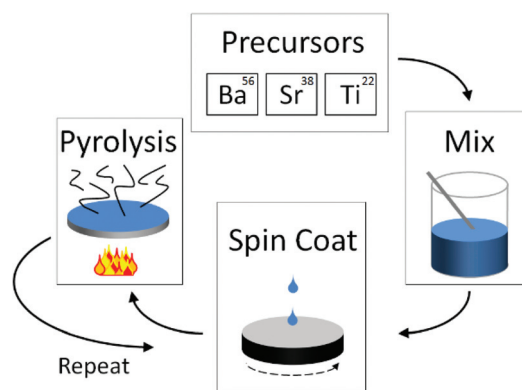 Precursors
Ba 56 Sr 38 Ti 22
Pyrolysis
Mix
Spin Coat
Repeat